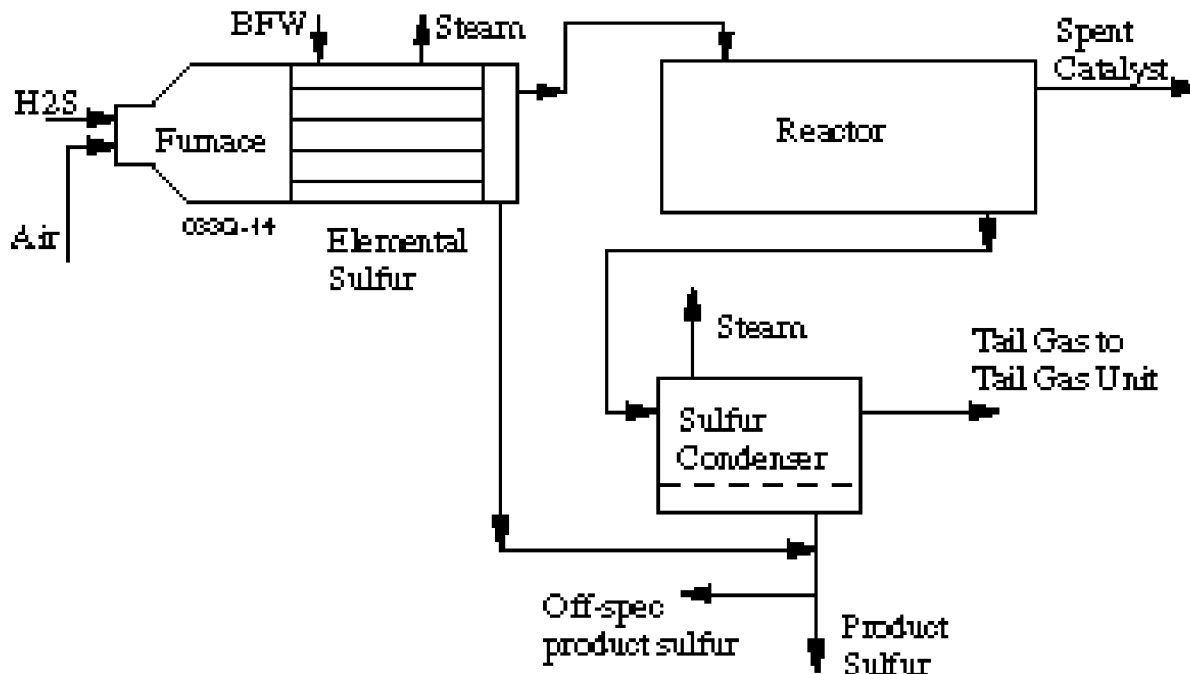 BFW
Steam
Spent
Catalyst
H2S
Furnace
Reactor
Air
033Q-14
Elemental
Sulfur
Steam
Tail Gas to
Tail Gas Unit
Sulfur
Condenser
Off-spec
product sulfur
Product
Sulfur